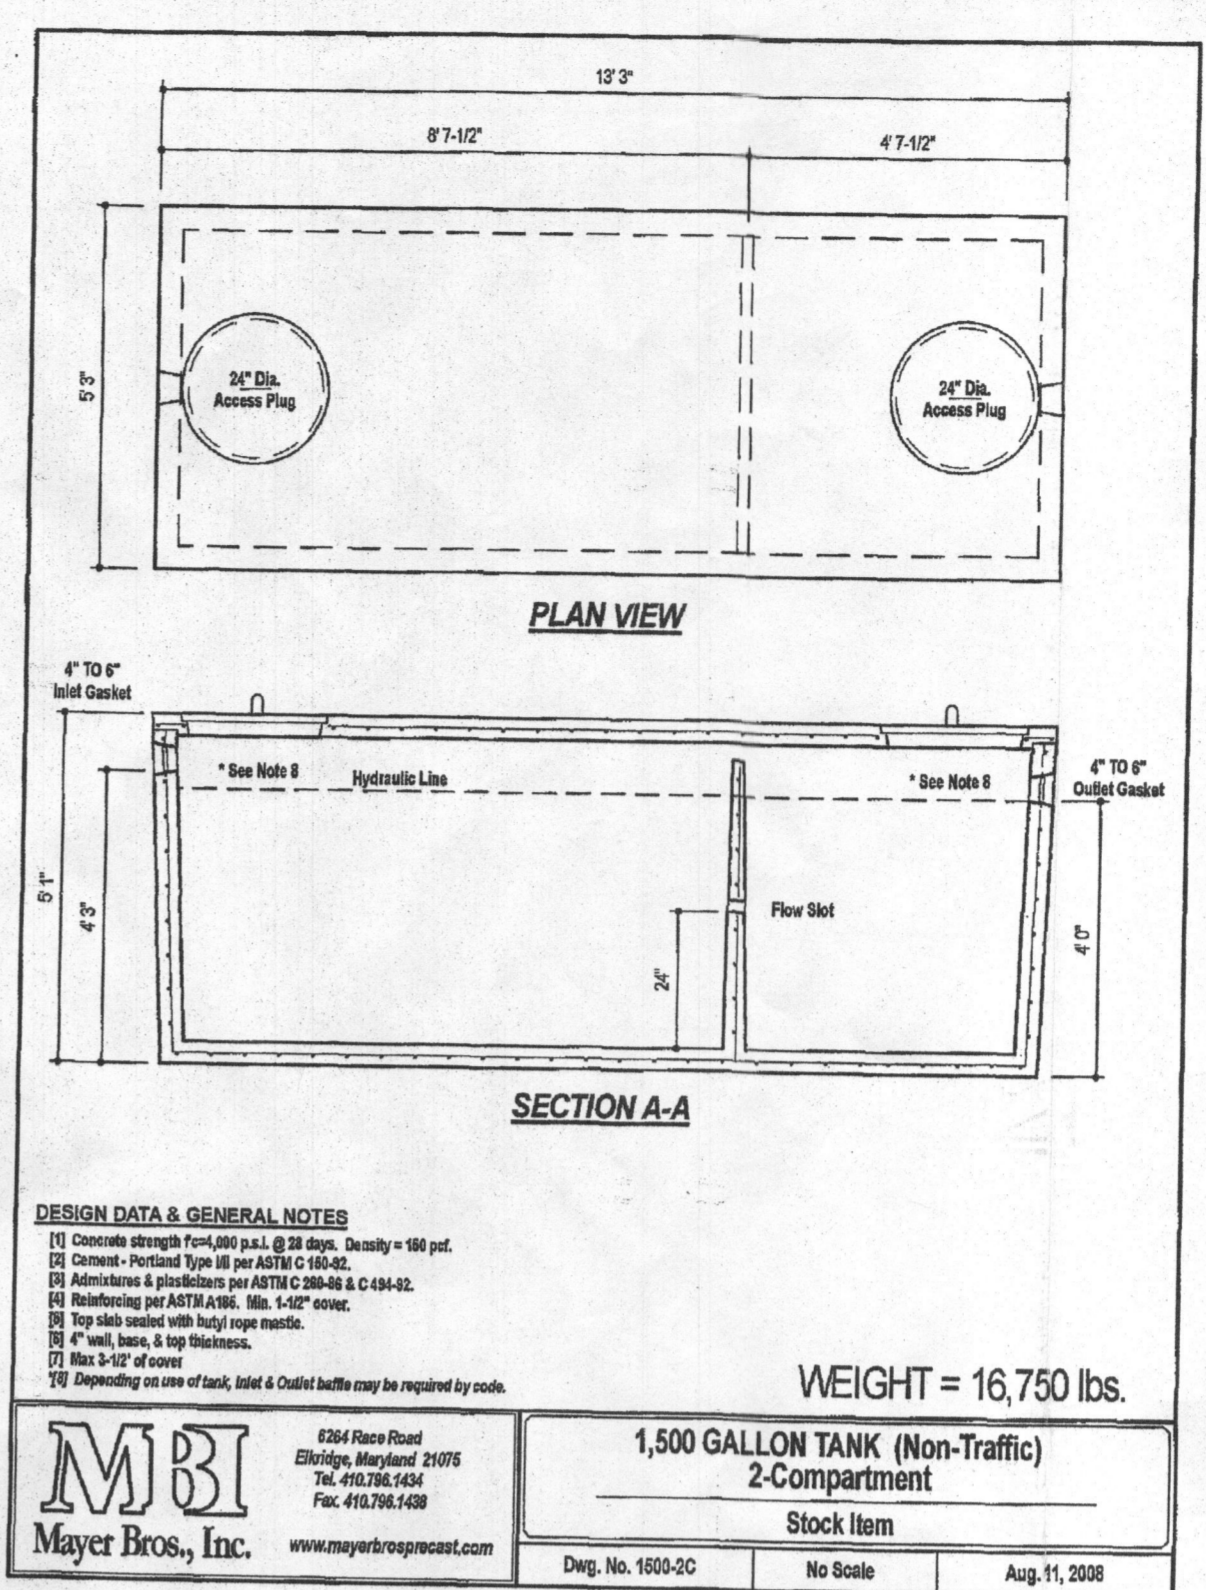 13' 3"
8' 7-1/2"
4' 7-1/2"
5' 3"
24" Dia.
Access Plug
24" Dia.
Access Plug
PLAN VIEW
4" TO 6"
Inlet Gasket
* See Note 8
Hydraulic Line
* See Note 8
4" TO 6"
Outlet Gasket
5' 1"
4' 3"
24"
Flow Slot
4' 0"
SECTION A-A
DESIGN DATA & GENERAL NOTES
[1] Concrete strength f'c=4,000 p.s.i. @ 28 days. Density = 150 pcf.
[2] Cement - Portland Type I/II per ASTM C 150-92.
[3] Admixtures & plasticizers per ASTM C 260-86 & C 494-92.
[4] Reinforcing per ASTM A185. Min. 1-1/2" cover.
[5] Top slab sealed with butyl rope mastic.
[6] 4" wall, base, & top thickness.
[7] Max 3-1/2' of cover
*[8] Depending on use of tank, Inlet & Outlet baffle may be required by code.
WEIGHT = 16,750 lbs.
MBI
Mayer Bros., Inc.
6264 Race Road
Elkridge, Maryland 21075
Tel. 410.796.1434
Fax. 410.796.1438
www.mayerbrosprecast.com
1,500 GALLON TANK (Non-Traffic)
2-Compartment
Stock Item
Dwg. No. 1500-2C
No Scale
Aug. 11, 2008